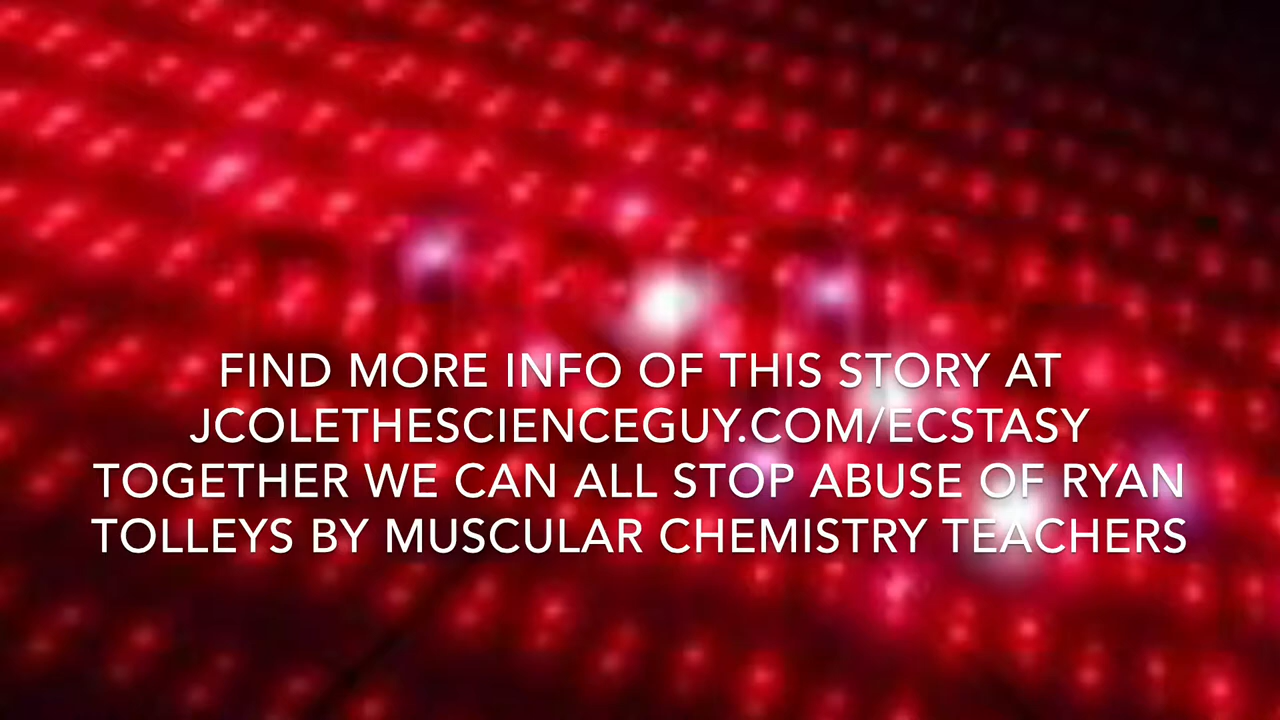 FIND MORE INFO OF THIS STORY AT
JCOLETHESCIENCEGUY.COM/ECSTASY
TOGETHER WE CAN ALL STOP ABUSE OF RYAN
TOLLEYS BY MUSCULAR CHEMISTRY TEACHERS